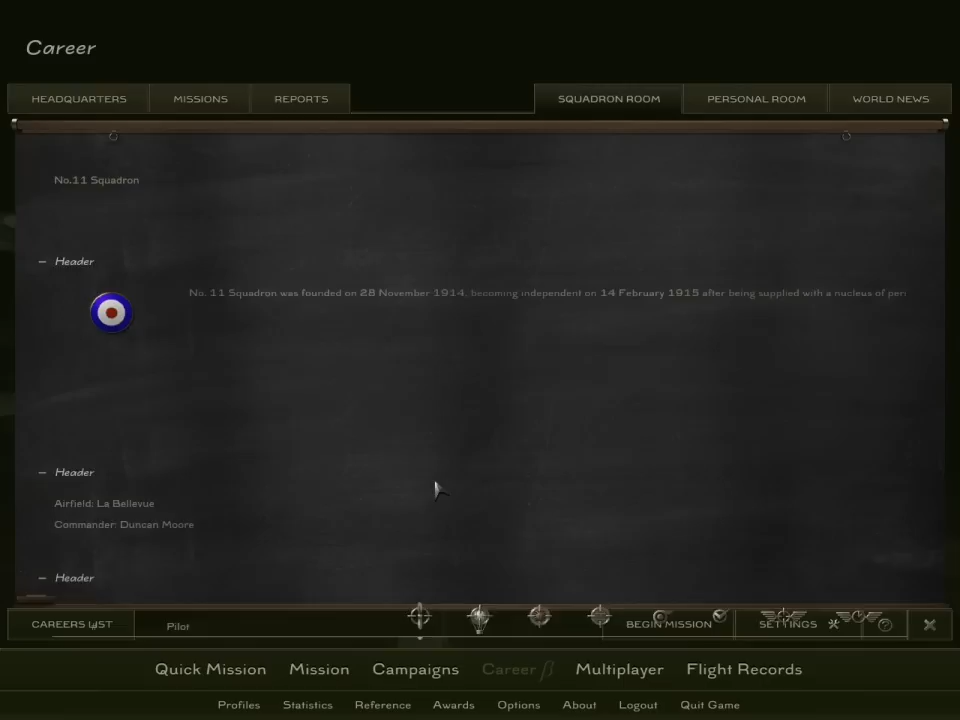 Career
HEADQUARTERS MISSIONS REPORTS SQUADRON ROOM PERSONAL ROOM WORLD NEWS
No.11 Squadron
— Header
No. 11 Squadron was founded on 28 November 1914, becoming independent on 14 February 1915 after being supplied with a nucleus of per
— Header
Airfield: La Bellevue
Commander: Duncan Moore
— Header
CAREERS LIST Pilot BEGIN MISSION SETTINGS
Quick Mission Mission Campaigns Career β Multiplayer Flight Records
Profiles Statistics Reference Awards Options About Logout Quit Game